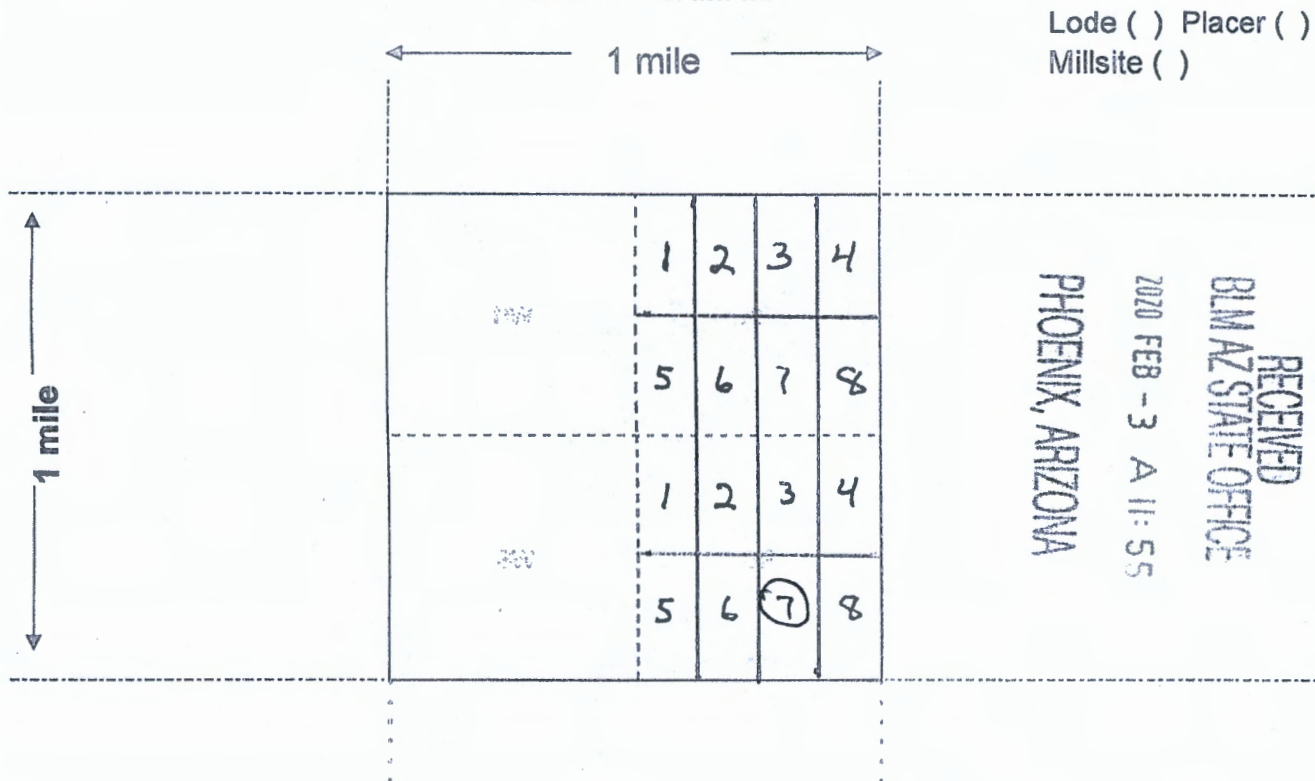 Lode ( ) Placer ( )
Millsite ( )
1 mile
1 mile
1 2 3 4
5 6 7 8
1 2 3 4
5 6 7 8
RECEIVED
BLM AZ STATE OFFICE
2020 FEB -3 A 11: 55
PHOENIX, ARIZONA